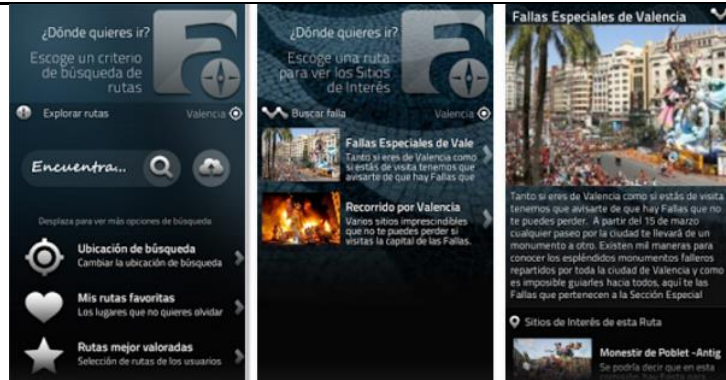 ¿Dónde quieres ir?
Escoge un criterio
de búsqueda de
rutas
Explorar rutas
Valencia
Encuentra...
Desplaza para ver más opciones de búsqueda
Ubicación de búsqueda
Cambiar la ubicación de búsqueda
Mis rutas favoritas
Los lugares que no quieres olvidar
Rutas mejor valoradas
Selección de rutas de los usuarios
¿Dónde quieres ir?
Escoge una ruta
para ver los Sitios
de Interés
Buscar falla
Valencia
Fallas Especiales de Vale
Tanto si eres de Valencia como
si estás de visita tenemos que
avisarte de que hay Fallas que
Recorrido por Valencia
Varios sitios imprescindibles
que no te puedes perder si
visitas la capital de las Fallas.
Fallas Especiales de Valencia
Tanto si eres de Valencia como si estás de visita
tenemos que avisarte de que hay Fallas que no
te puedes perder. A partir del 15 de marzo
cualquier paseo por la ciudad te llevará de un
monumento a otro. Existen mil maneras para
conocer los espléndidos monumentos falleros
repartidos por toda la ciudad de Valencia y como
es imposible guiarles hacia todos, aquí te las
Fallas que pertenecen a la Sección Especial
Sitios de Interés de esta Ruta
Monestir de Poblet -Antig
Se podría decir que en esta